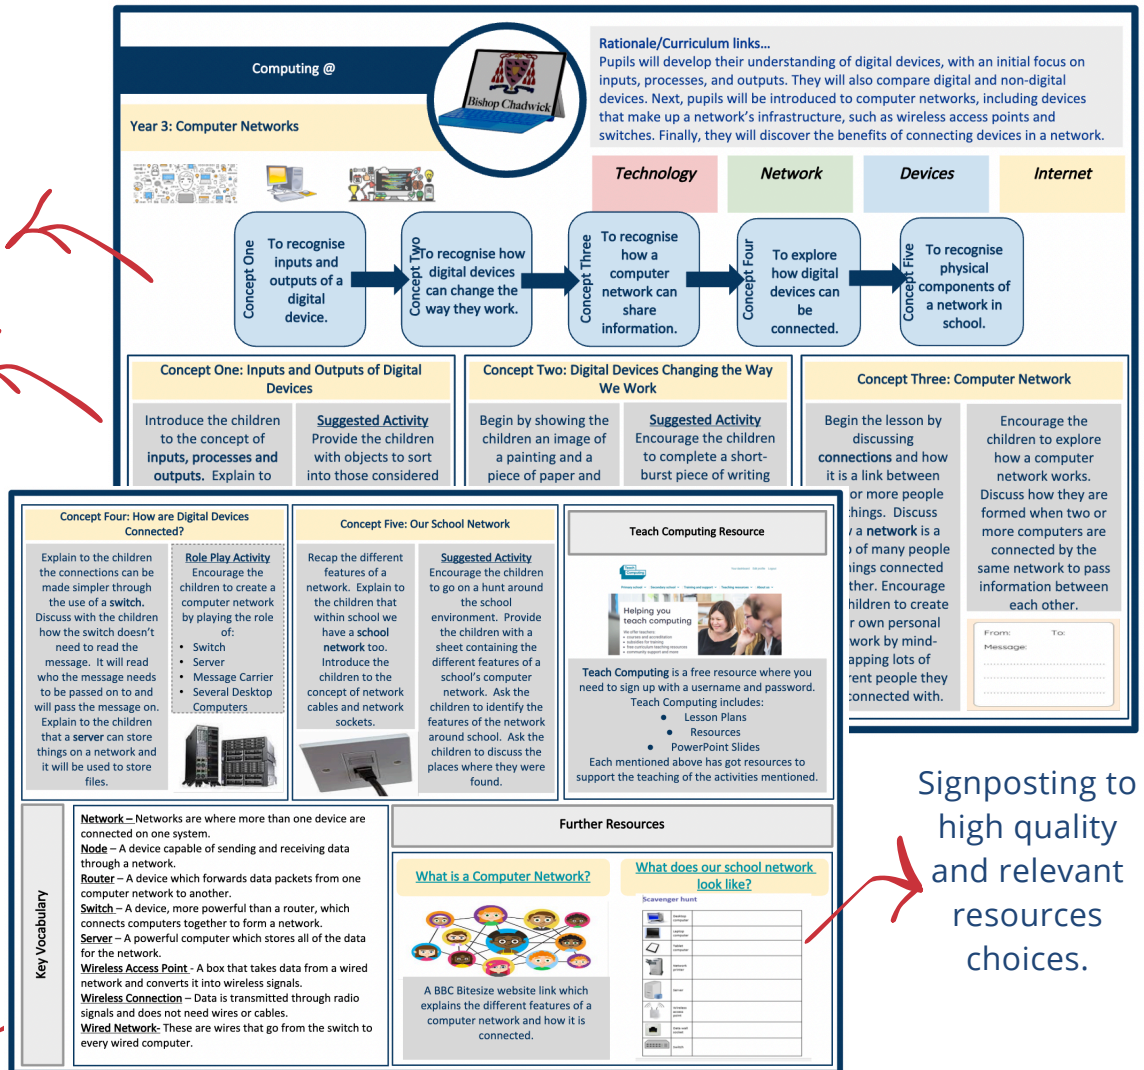 Computing @
Bishop Chadwick
Year 3: Computer Networks
Rationale/Curriculum links…
Pupils will develop their understanding of digital devices, with an initial focus on
inputs, processes, and outputs. They will also compare digital and non-digital
devices. Next, pupils will be introduced to computer networks, including devices
that make up a network's infrastructure, such as wireless access points and
switches. Finally, they will discover the benefits of connecting devices in a network.
Technology
Network
Devices
Internet
Concept One
To recognise
inputs and
outputs of a
digital
device.
Concept Two
To recognise how
digital devices
can change the
way they work.
Concept Three
To recognise
how a
computer
network can
share
information.
Concept Four
To explore
how digital
devices can
be
connected.
Concept Five
To recognise
physical
components of
a network in
school.
Concept One: Inputs and Outputs of Digital
Devices
Introduce the children
to the concept of
inputs, processes and
outputs. Explain to
Suggested Activity
Provide the children
with objects to sort
into those considered
Concept Two: Digital Devices Changing the Way
We Work
Begin by showing the
children an image of
a painting and a
piece of paper and
Suggested Activity
Encourage the children
to complete a short-
burst piece of writing
Concept Three: Computer Network
Begin the lesson by
discussing
connections and how
it is a link between
or more people
things. Discuss
a network is a
of many people
connected
Encourage
to create
own personal
by mind-
lots of
people they
connected with.
Encourage the
children to explore
how a computer
network works.
Discuss how they are
formed when two or
more computers are
connected by the
same network to pass
information between
each other.
From: To:
Message:
Concept Four: How are Digital Devices
Connected?
Explain to the children
the connections can be
made simpler through
the use of a switch.
Discuss with the children
how the switch doesn't
need to read the
message. It will read
who the message needs
to be passed on to and
will pass the message on.
Explain to the children
that a server can store
things on a network and
it will be used to store
files.
Role Play Activity
Encourage the
children to create a
computer network
by playing the role
of:
• Switch
• Server
• Message Carrier
• Several Desktop
Computers
Concept Five: Our School Network
Recap the different
features of a
network. Explain to
the children that
within school we
have a school
network too.
Introduce the
children to the
concept of network
cables and network
sockets.
Suggested Activity
Encourage the children
to go on a hunt around
the school
environment. Provide
the children with a
sheet containing the
different features of a
school's computer
network. Ask the
children to identify the
features of the network
around school. Ask the
children to discuss the
places where they were
found.
Teach Computing Resource
Helping you
teach computing
We offer teachers:
Teach Computing is a free resource where you
need to sign up with a username and password.
Teach Computing includes:
● Lesson Plans
● Resources
● PowerPoint Slides
Each mentioned above has got resources to
support the teaching of the activities mentioned.
Key Vocabulary
Network – Networks are where more than one device are
connected on one system.
Node – A device capable of sending and receiving data
through a network.
Router – A device which forwards data packets from one
computer network to another.
Switch – A device, more powerful than a router, which
connects computers together to form a network.
Server – A powerful computer which stores all of the data
for the network.
Wireless Access Point - A box that takes data from a wired
network and converts it into wireless signals.
Wireless Connection – Data is transmitted through radio
signals and does not need wires or cables.
Wired Network- These are wires that go from the switch to
every wired computer.
Further Resources
What is a Computer Network?
A BBC Bitesize website link which
explains the different features of a
computer network and how it is
connected.
What does our school network
look like?
Scavenger hunt
Signposting to
high quality
and relevant
resources
choices.